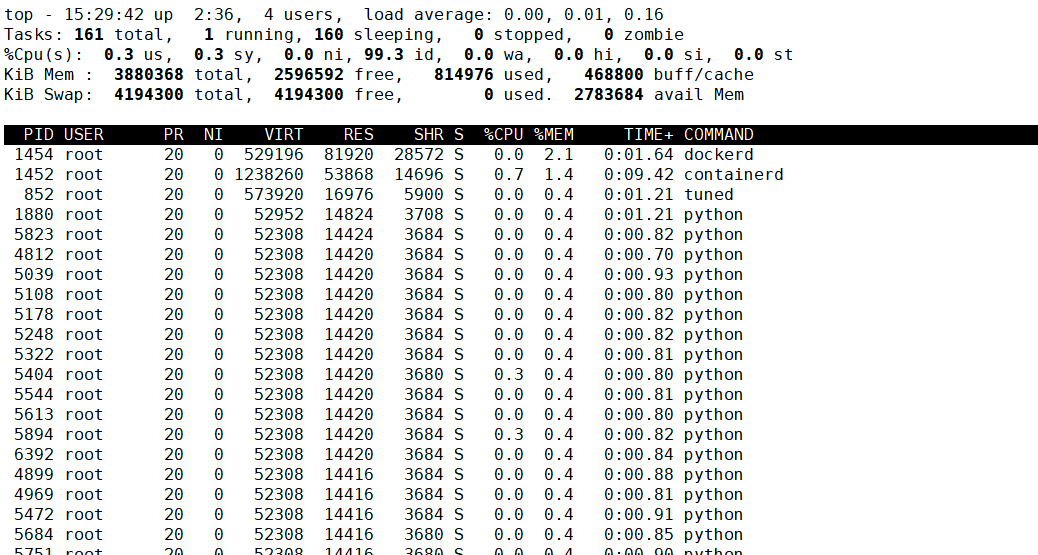 top - 15:29:42 up  2:36,  4 users,  load average: 0.00, 0.01, 0.16
Tasks: 161 total,   1 running, 160 sleeping,   0 stopped,   0 zombie
%Cpu(s):  0.3 us,  0.3 sy,  0.0 ni, 99.3 id,  0.0 wa,  0.0 hi,  0.0 si,  0.0 st
KiB Mem :  3880368 total,  2596592 free,   814976 used,   468800 buff/cache
KiB Swap:  4194300 total,  4194300 free,        0 used.  2783684 avail Mem
  PID USER      PR  NI    VIRT    RES    SHR S  %CPU %MEM     TIME+ COMMAND
 1454 root      20   0  529196  81920  28572 S   0.0  2.1   0:01.64 dockerd
 1452 root      20   0 1238260  53868  14696 S   0.7  1.4   0:09.42 containerd
  852 root      20   0  573920  16976   5900 S   0.0  0.4   0:01.21 tuned
 1880 root      20   0   52952  14824   3708 S   0.0  0.4   0:01.21 python
 5823 root      20   0   52308  14424   3684 S   0.0  0.4   0:00.82 python
 4812 root      20   0   52308  14420   3684 S   0.0  0.4   0:00.70 python
 5039 root      20   0   52308  14420   3684 S   0.0  0.4   0:00.93 python
 5108 root      20   0   52308  14420   3684 S   0.0  0.4   0:00.80 python
 5178 root      20   0   52308  14420   3684 S   0.0  0.4   0:00.82 python
 5248 root      20   0   52308  14420   3684 S   0.0  0.4   0:00.82 python
 5322 root      20   0   52308  14420   3684 S   0.0  0.4   0:00.81 python
 5404 root      20   0   52308  14420   3680 S   0.3  0.4   0:00.80 python
 5544 root      20   0   52308  14420   3684 S   0.0  0.4   0:00.81 python
 5613 root      20   0   52308  14420   3684 S   0.0  0.4   0:00.80 python
 5894 root      20   0   52308  14420   3684 S   0.3  0.4   0:00.82 python
 6392 root      20   0   52308  14420   3684 S   0.0  0.4   0:00.84 python
 4899 root      20   0   52308  14416   3684 S   0.0  0.4   0:00.88 python
 4969 root      20   0   52308  14416   3684 S   0.0  0.4   0:00.81 python
 5472 root      20   0   52308  14416   3684 S   0.0  0.4   0:00.91 python
 5684 root      20   0   52308  14416   3680 S   0.0  0.4   0:00.85 python
 5751 root      20   0   52308  14416   3680 S   0.0  0.4   0:00.90 python